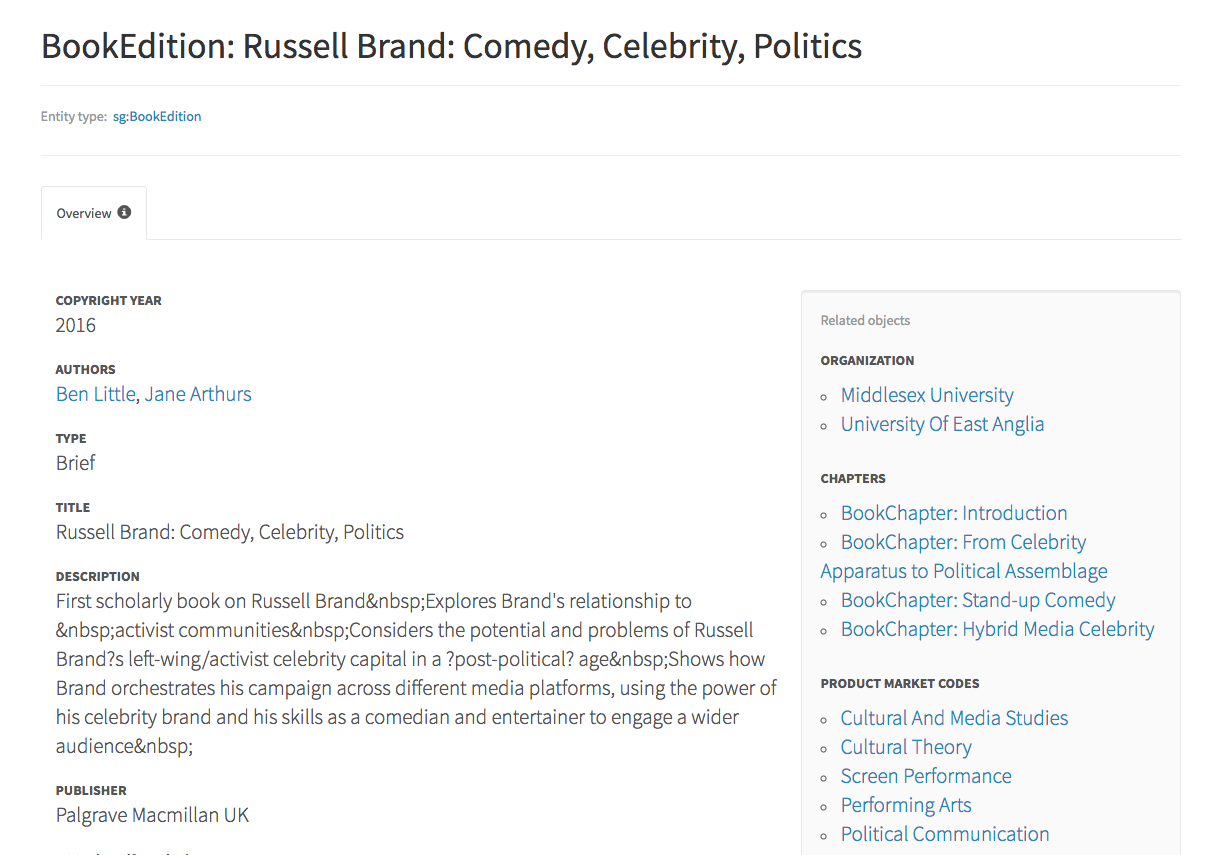 BookEdition: Russell Brand: Comedy, Celebrity, Politics
Entity type: sg:BookEdition
Overview
COPYRIGHT YEAR
2016
AUTHORS
Ben Little, Jane Arthurs
TYPE
Brief
TITLE
Russell Brand: Comedy, Celebrity, Politics
DESCRIPTION
First scholarly book on Russell Brand&nbsp;Explores Brand's relationship to
&nbsp;activist communities&nbsp;Considers the potential and problems of Russell
Brand?s left-wing/activist celebrity capital in a ?post-political? age&nbsp;Shows how
Brand orchestrates his campaign across different media platforms, using the power of
his celebrity brand and his skills as a comedian and entertainer to engage a wider
audience&nbsp;
PUBLISHER
Palgrave Macmillan UK
Related objects
ORGANIZATION
Middlesex University
University Of East Anglia
CHAPTERS
BookChapter: Introduction
BookChapter: From Celebrity
Apparatus to Political Assemblage
BookChapter: Stand-up Comedy
BookChapter: Hybrid Media Celebrity
PRODUCT MARKET CODES
Cultural And Media Studies
Cultural Theory
Screen Performance
Performing Arts
Political Communication